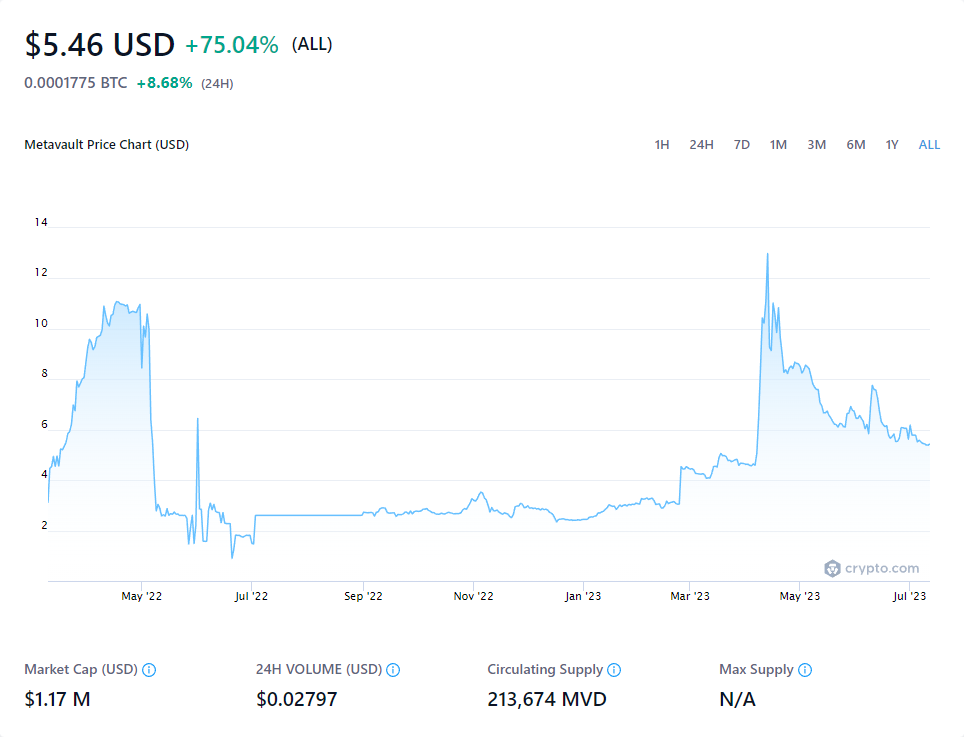 $5.46 USD +75.04% (ALL)
0.0001775 BTC +8.68% (24H)
Metavault Price Chart (USD) 1H 24H 7D 1M 3M 6M 1Y ALL
14
12
10
8
6
4
2
crypto.com
May '22 Jul '22 Sep '22 Nov '22 Jan '23 Mar '23 May '23 Jul '23
Market Cap (USD) 24H VOLUME (USD) Circulating Supply Max Supply
$1.17 M $0.02797 213,674 MVD N/A